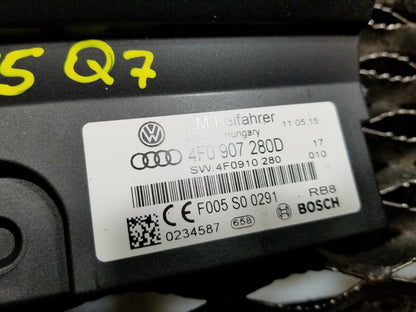 5 Q7
Beifahrer 11.05.15
Hungary
4F0 907 280D 17
SW 4F0910 280 010
CE F005 S0 0291 RB8
0234587 658 BOSCH